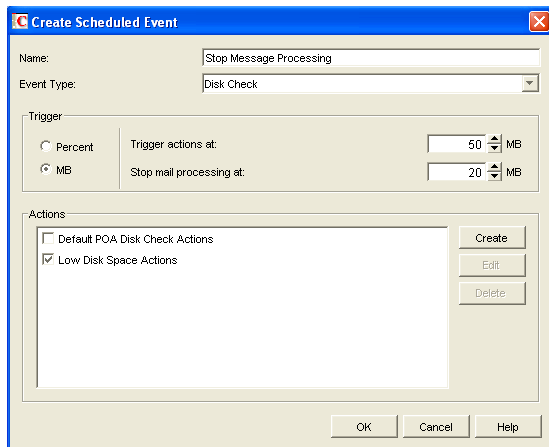 Create Scheduled Event
Name: Stop Message Processing
Event Type: Disk Check
Trigger
Percent
MB
Trigger actions at: 50 MB
Stop mail processing at: 20 MB
Actions
Default POA Disk Check Actions
Low Disk Space Actions
Create
Edit
Delete
OK Cancel Help